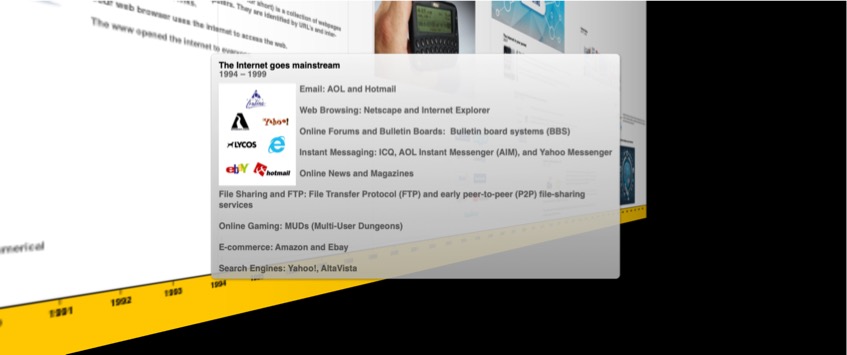 your web browser uses the internet to access the web.
The www opened the internet to
short) is a collection of webpages
They are identified by URL's and
The Internet goes mainstream
1994 – 1999
Email: AOL and Hotmail
Web Browsing: Netscape and Internet Explorer
Online Forums and Bulletin Boards: Bulletin board systems (BBS)
Instant Messaging: ICQ, AOL Instant Messenger (AIM), and Yahoo Messenger
Online News and Magazines
Yahoo!
LYCOS
ebY
hotmail
File Sharing and FTP: File Transfer Protocol (FTP) and early peer-to-peer (P2P) file-sharing
services
Online Gaming: MUDs (Multi-User Dungeons)
E-commerce: Amazon and Ebay
Search Engines: Yahoo!, AltaVista
1991
1992
1993
1994